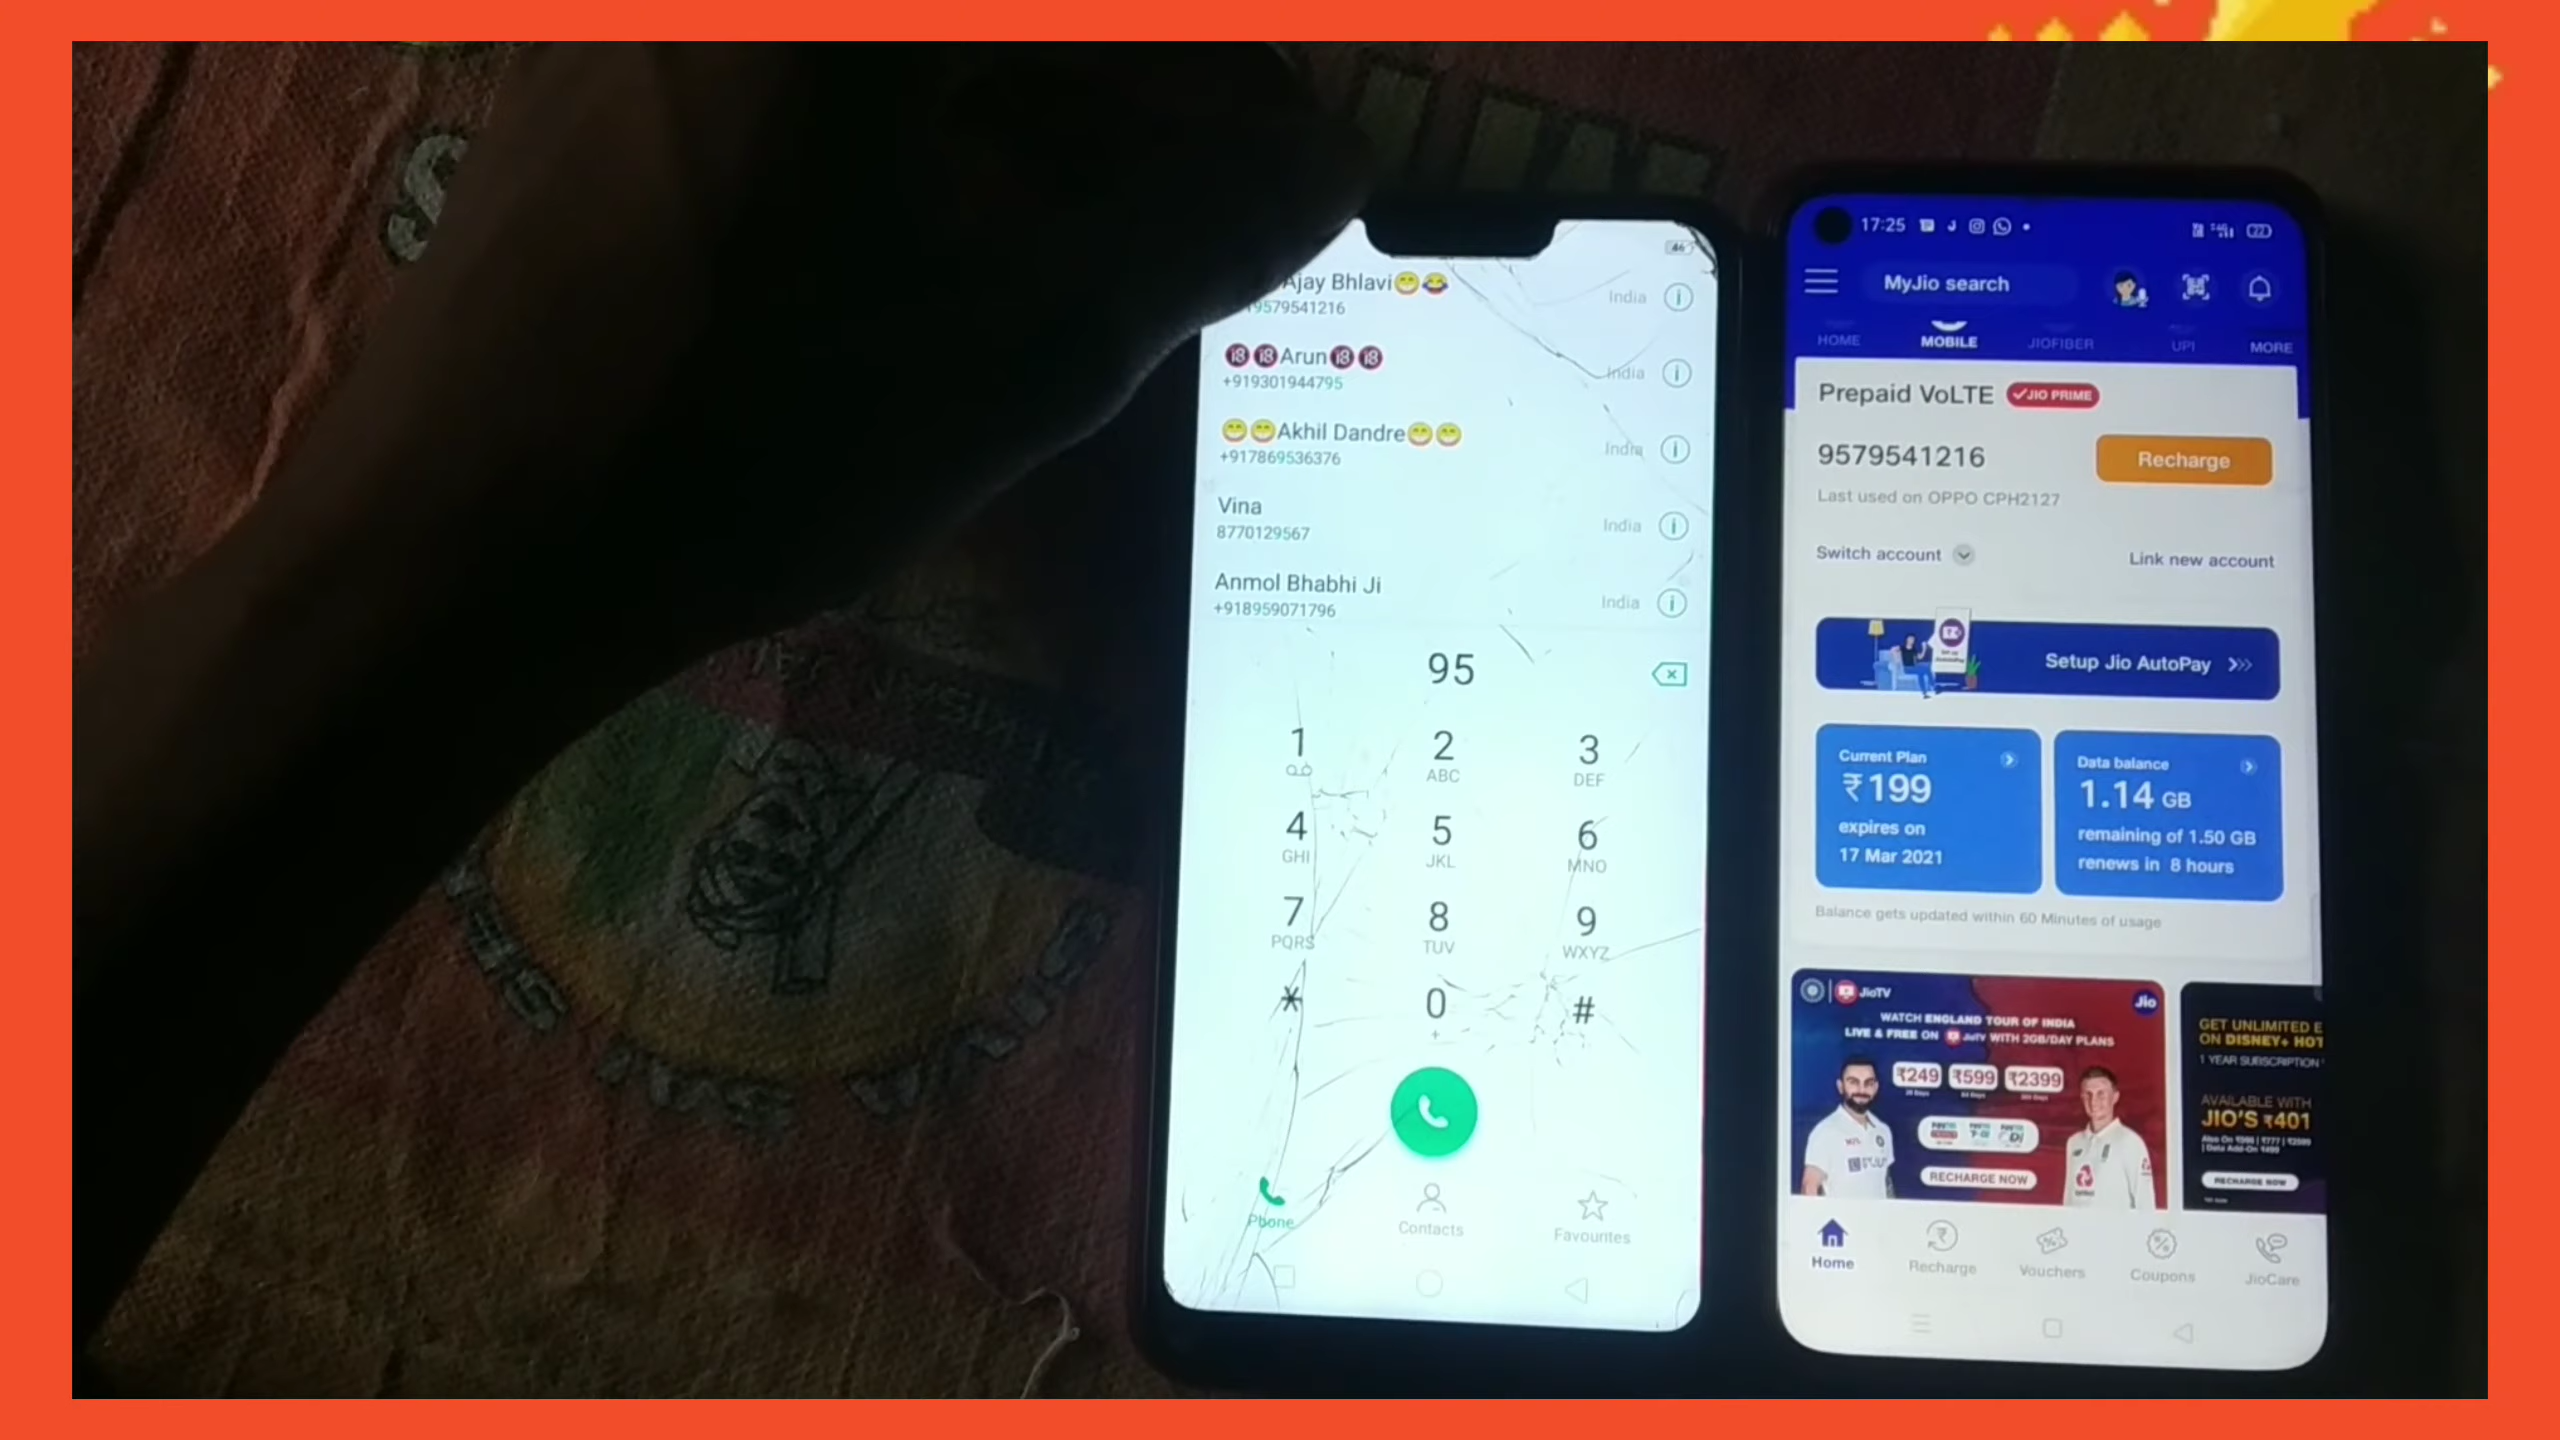 46
Ajay Bhlavi😁😂
9579541216
India
🔞🔞Arun🔞🔞
+919301944795
India
😁😁Akhil Dandre😁😁
+917869536376
India
Vina
8770129567
India
Anmol Bhabhi Ji
+918959071796
India
95
1
2 ABC
3 DEF
4 GHI
5 JKL
6 MNO
7 PQRS
8 TUV
9 WXYZ
*
0 +
#
Phone
Contacts
Favourites
17:25
22
MyJio search
HOME MOBILE JIOFIBER UPI MORE
Prepaid VoLTE JIO PRIME
9579541216
Recharge
Last used on OPPO CPH2127
Switch account
Link new account
Setup Jio AutoPay
Current Plan
₹199
expires on
17 Mar 2021
Data balance
1.14 GB
remaining of 1.50 GB
renews in 8 hours
Balance gets updated within 60 Minutes of usage
JioTV
Jio
WATCH ENGLAND TOUR OF INDIA
LIVE & FREE ON JioTV WITH 2GB/DAY PLANS
₹249 ₹599 ₹2399
RECHARGE NOW
GET UNLIMITED E
ON DISNEY+ HOT
1 YEAR SUBSCRIPTION
AVAILABLE WITH
JIO'S ₹401
RECHARGE NOW
Home
Recharge
Vouchers
Coupons
JioCare